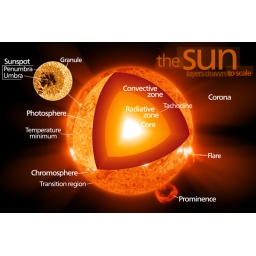 the sun
layers drawn to scale
Sunspot
Penumbra
Umbra
Granule
Photosphere
Temperature
minimum
Chromosphere
Transition region
Convective
zone
Radiative
zone
Tachocline
Core
Corona
Flare
Prominence